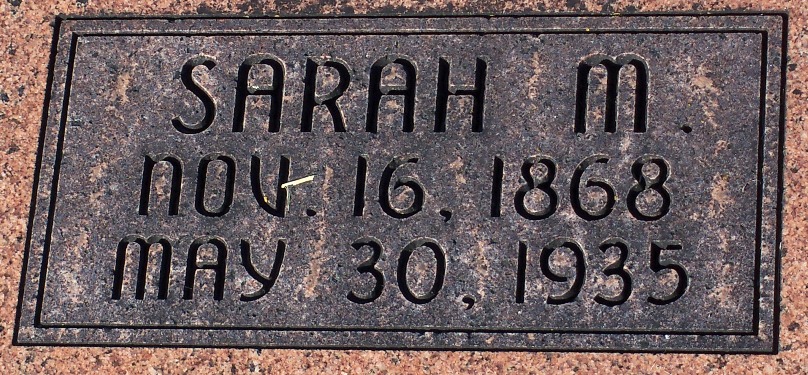 SARAH M.
NOV. 16, 1868
MAY 30, 1935